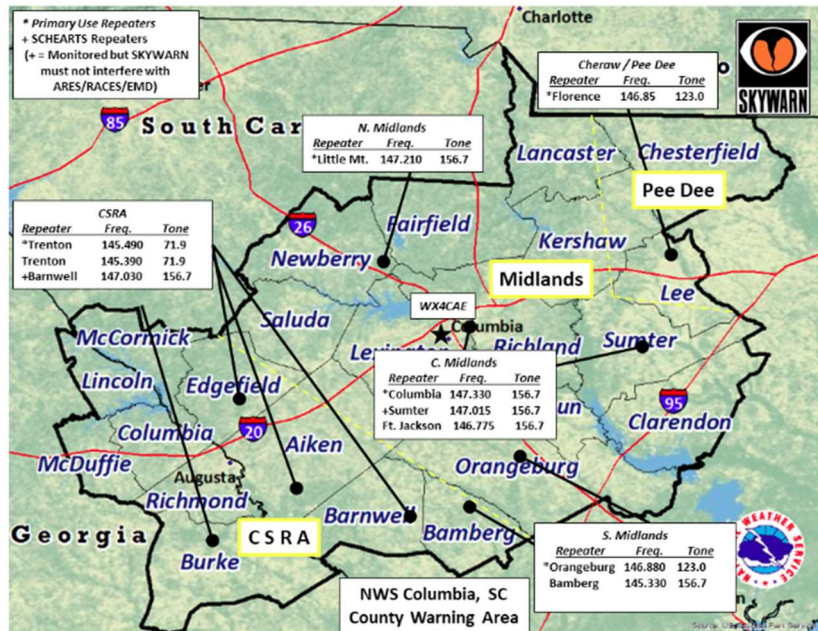 * Primary Use Repeaters
+ SCHEARTS Repeaters
(+ = Monitored but SKYWARN
must not interfere with
ARES/RACES/EMD)
Charlotte
Cheraw / Pee Dee
Repeater Freq. Tone
*Florence 146.85 123.0
SKYWARN
85
South Car
N. Midlands
Repeater Freq. Tone
*Little Mt. 147.210 156.7
Lancaster
Chesterfield
Pee Dee
CSRA
Repeater Freq. Tone
*Trenton 145.490 71.9
Trenton 145.390 71.9
+Barnwell 147.030 156.7
26
Fairfield
Newberry
Kershaw
Midlands
Lee
WX4CAE
Columbia
Saluda
McCormick
Richland
Sumter
Lincoln
Edgefield
C. Midlands
Repeater Freq. Tone
*Columbia 147.330 156.7
+Sumter 147.015 156.7
Ft. Jackson 146.775 156.7
95
Clarendon
Columbia
20
Aiken
McDuffie
Augusta
Orangeburg
Richmond
Georgia
CSRA
Barnwell
Bamberg
Burke
S. Midlands
Repeater Freq. Tone
*Orangeburg 146.880 123.0
Bamberg 145.330 156.7
NWS Columbia, SC
County Warning Area
WEATHER SERVICE